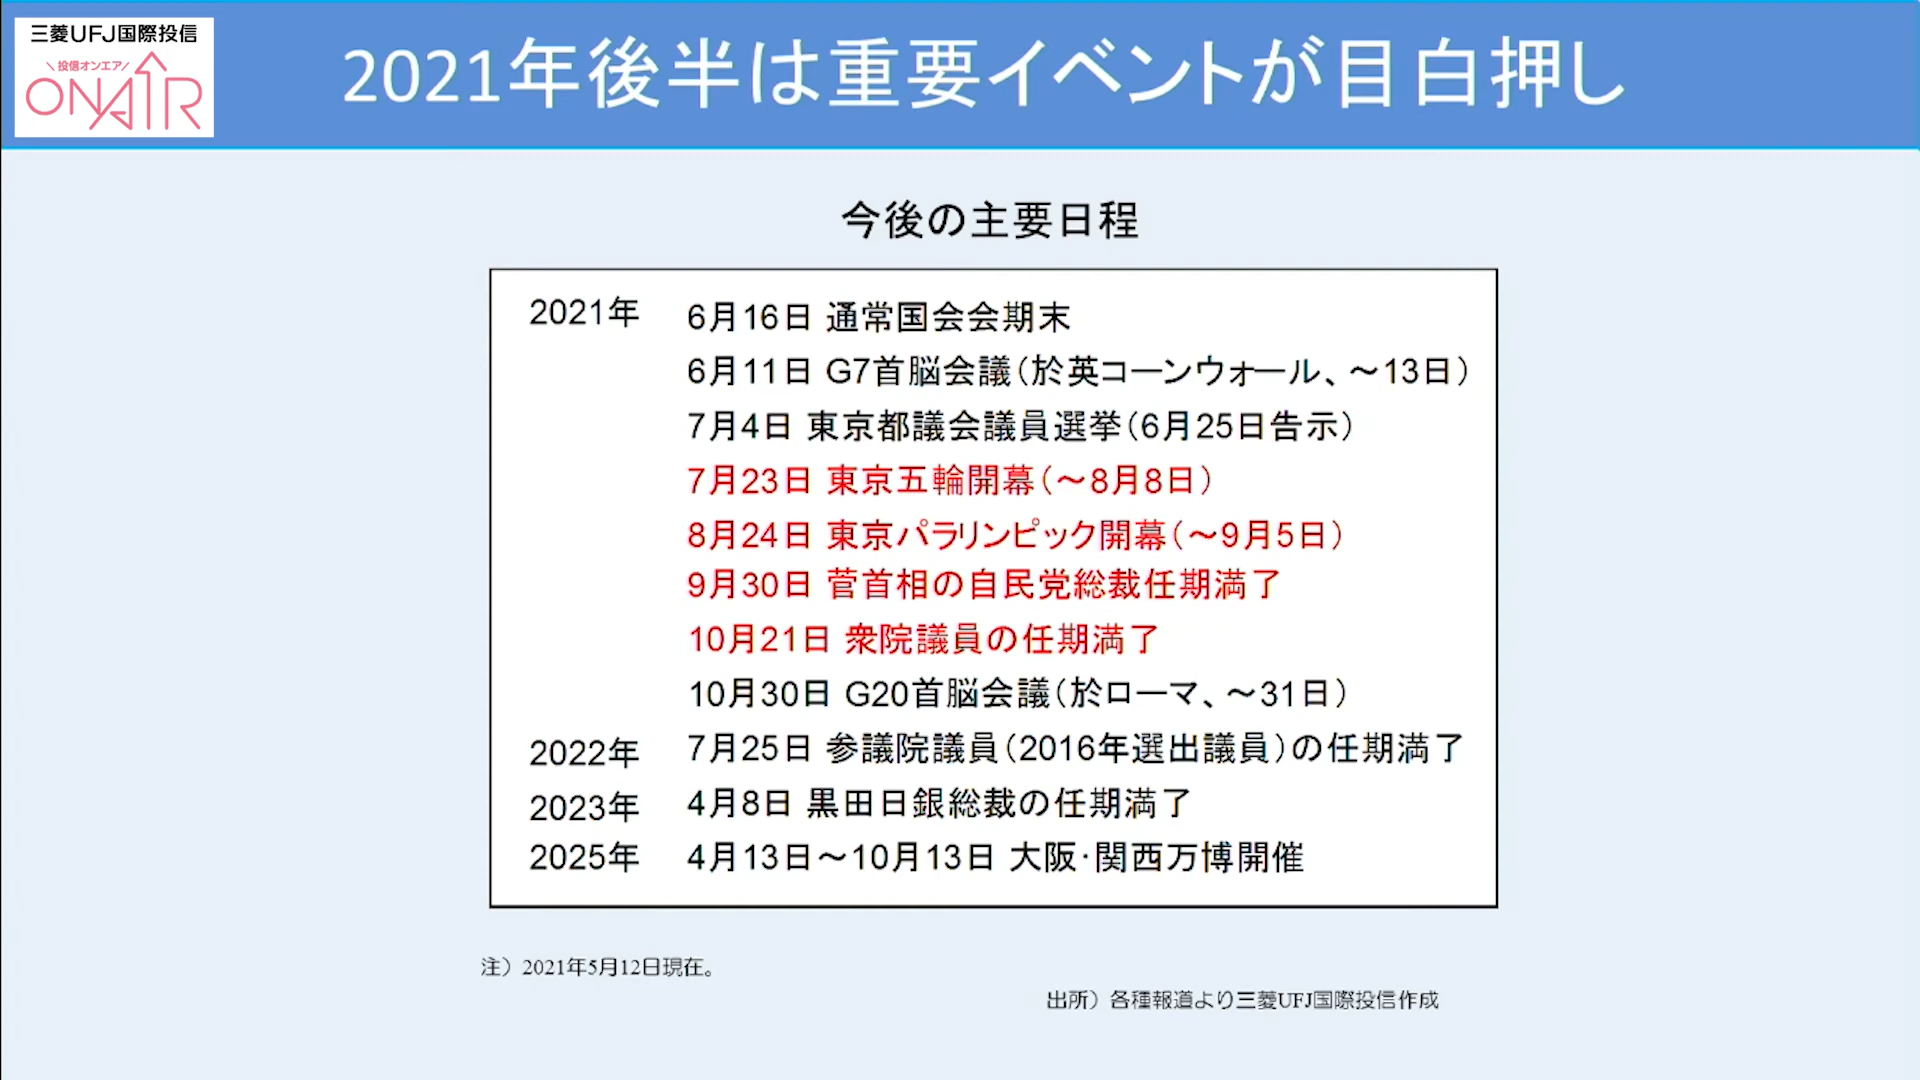 三菱UFJ国際投信
\投信オンエア/
ONAIR
2021年後半は重要イベントが目白押し
今後の主要日程
2021年 6月16日 通常国会会期末
6月11日 G7首脳会議（於英コーンウォール、～13日）
7月4日 東京都議会議員選挙（6月25日告示）
7月23日 東京五輪開幕（～8月8日）
8月24日 東京パラリンピック開幕（～9月5日）
9月30日 菅首相の自民党総裁任期満了
10月21日 衆院議員の任期満了
10月30日 G20首脳会議（於ローマ、～31日）
2022年 7月25日 参議院議員（2016年選出議員）の任期満了
2023年 4月8日 黒田日銀総裁の任期満了
2025年 4月13日～10月13日 大阪・関西万博開催
注）2021年5月12日現在。
出所）各種報道より三菱UFJ国際投信作成